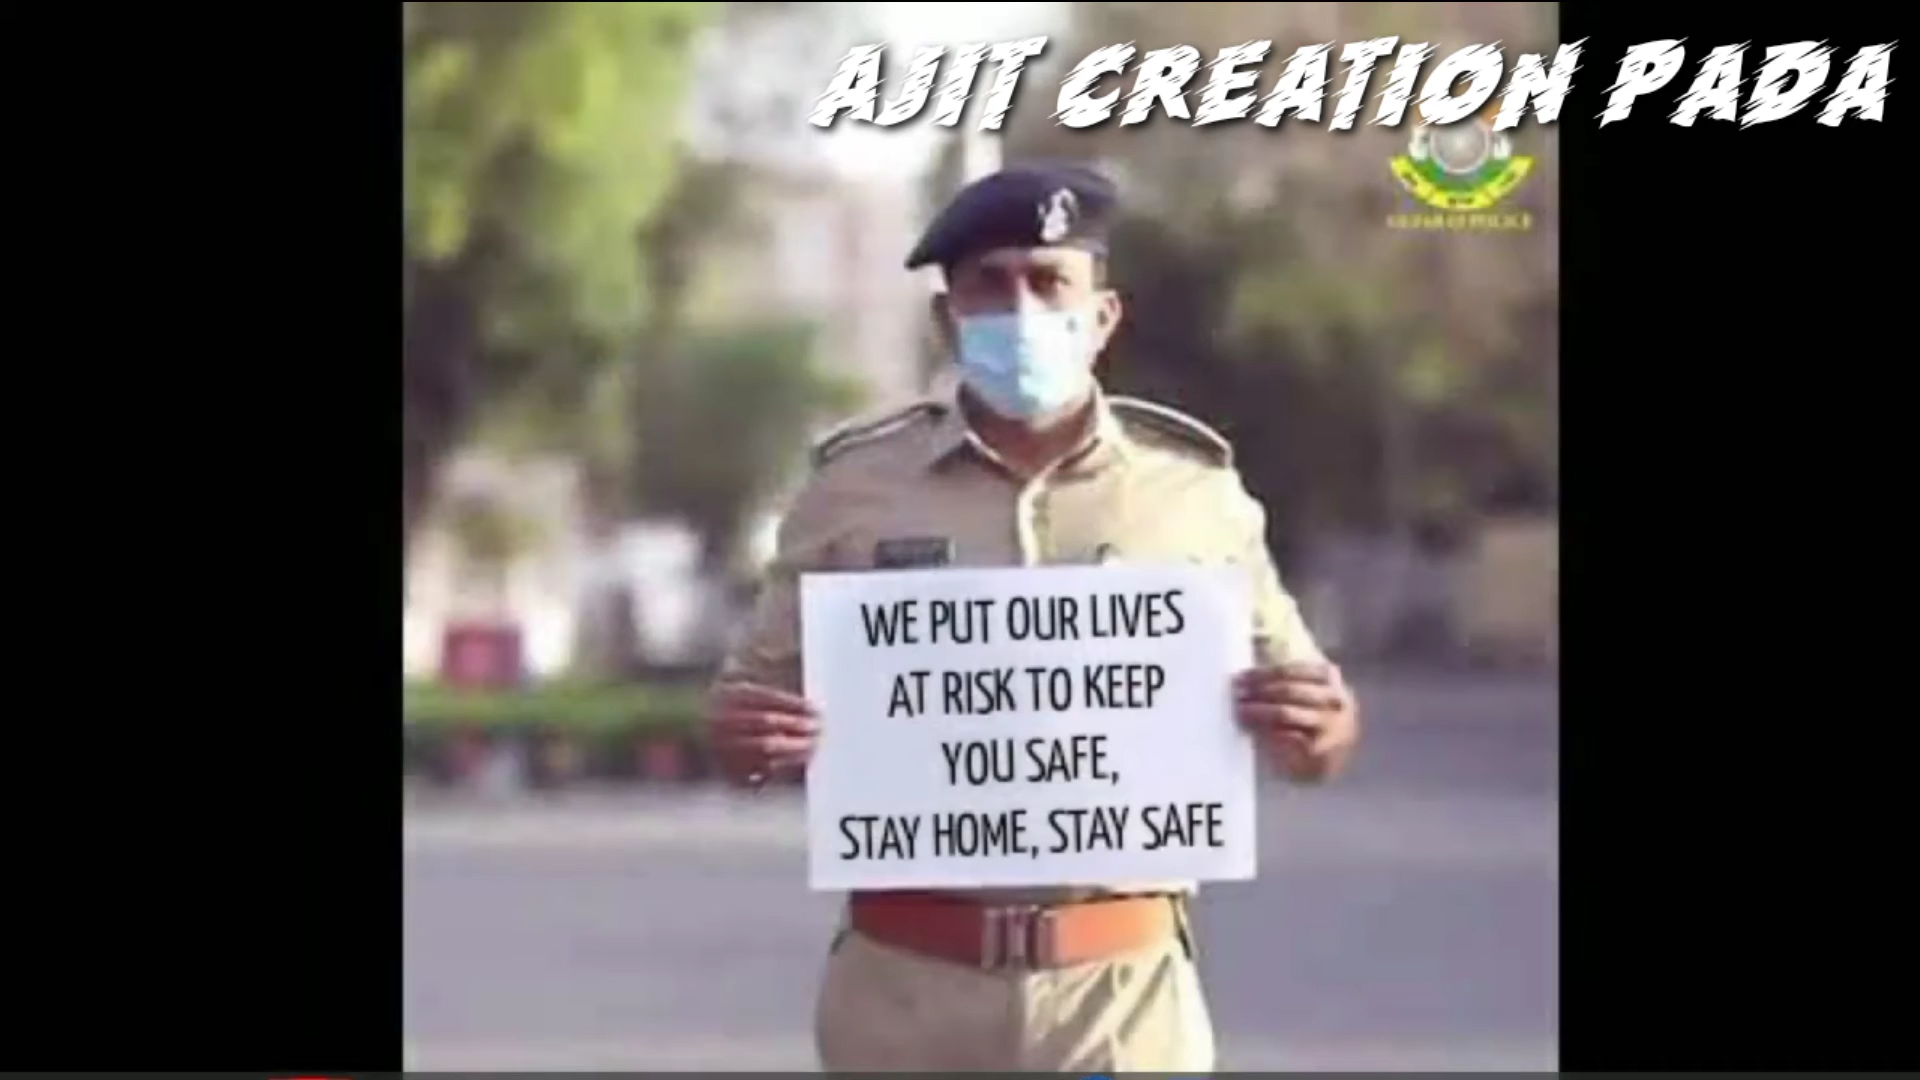 AJIT CREATION PADA
WE PUT OUR LIVES
AT RISK TO KEEP
YOU SAFE,
STAY HOME, STAY SAFE